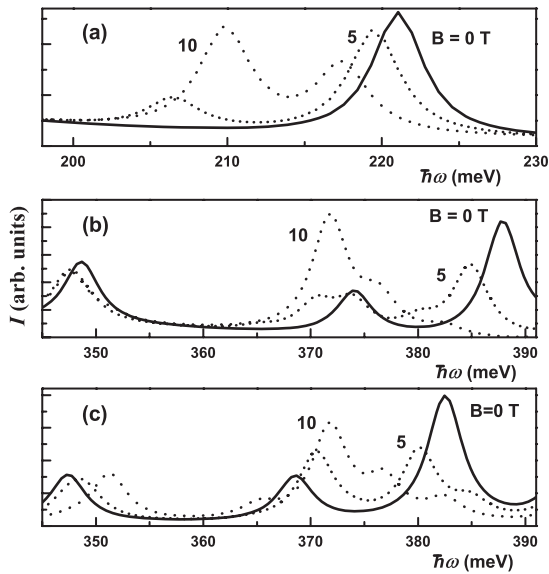 (a)
10
5
B = 0 T
200
210
220
230
ħω (meV)
I (arb. units)
(b)
10
B = 0 T
5
350
360
370
380
390
ħω (meV)
(c)
10
5
B=0 T
350
360
370
380
390
ħω (meV)